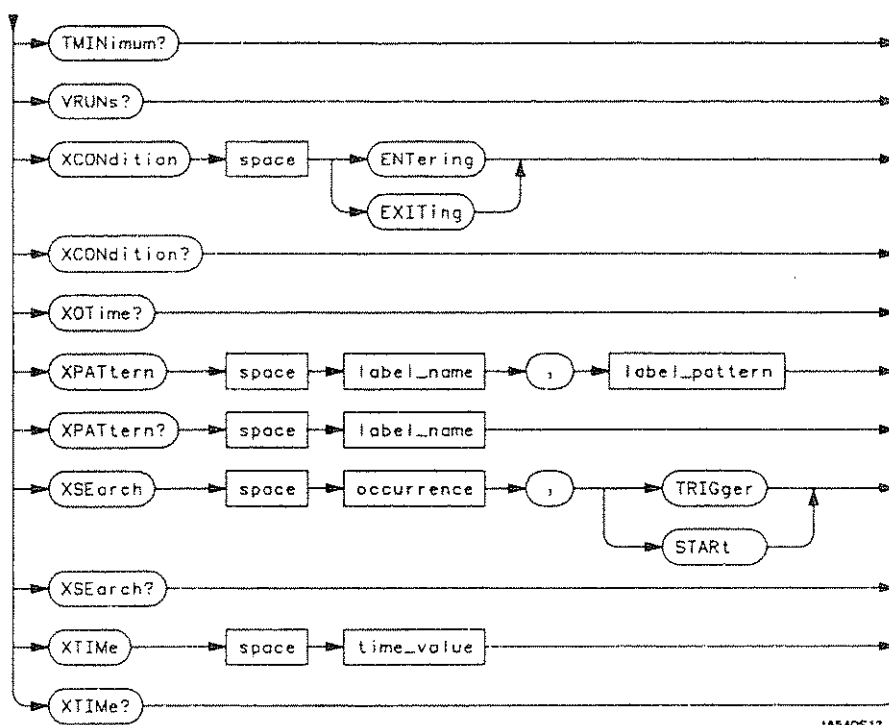 TMINimum?
VRUNs?
XCONdition space ENTering
EXITing
XCONdition?
XOTime?
XPATtern space label_name , label_pattern
XPATtern? space label_name
XSEarch space occurrence , TRIGger
STARt
XSEarch?
XTIMe space time_value
XTIMe?